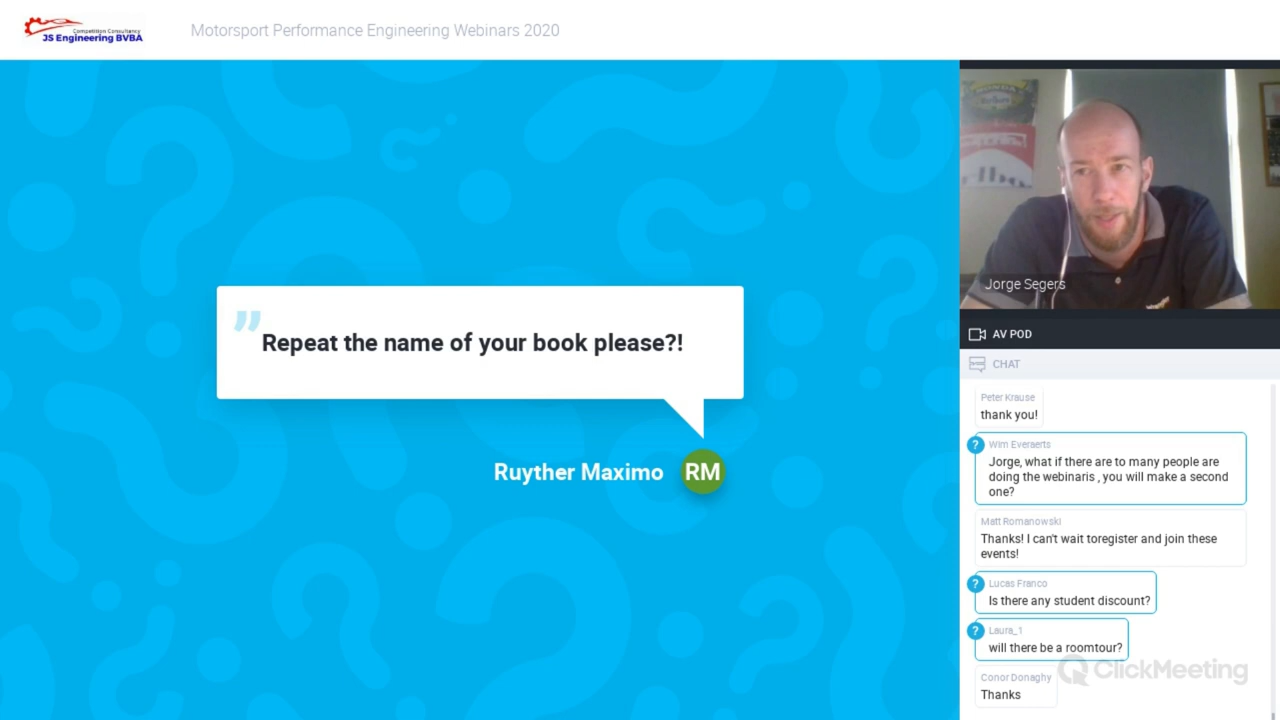 Competition Consultancy
JS Engineering BVBA
Motorsport Performance Engineering Webinars 2020
Repeat the name of your book please?!
Ruyther Maximo
RM
HONDA
Jorge Segers
AV POD
CHAT
Peter Krause
thank you!
?
Wim Everaerts
Jorge, what if there are to many people are
doing the webinaris , you will make a second
one?
Matt Romanowski
Thanks! I can't wait toregister and join these
events!
?
Lucas Franco
Is there any student discount?
?
Laura_1
will there be a roomtour?
Conor Donaghy
Thanks
ClickMeeting